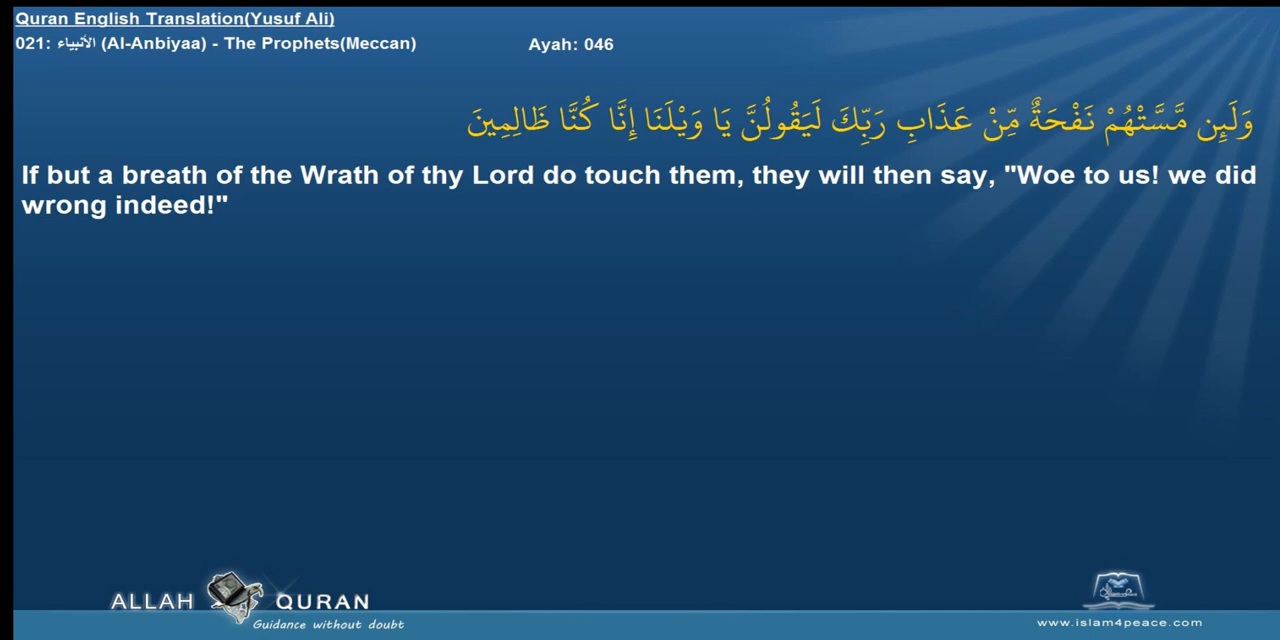 Quran English Translation(Yusuf Ali)
021: الأنبياء (Al-Anbiyaa) - The Prophets(Meccan) Ayah: 046
وَلَئِن مَّسَّتْهُمْ نَفْحَةٌ مِّنْ عَذَابِ رَبِّكَ لَيَقُولُنَّ يَا وَيْلَنَا إِنَّا كُنَّا ظَالِمِينَ
If but a breath of the Wrath of thy Lord do touch them, they will then say, "Woe to us! we did
wrong indeed!"
ALLAH QURAN
Guidance without doubt
www.islam4peace.com